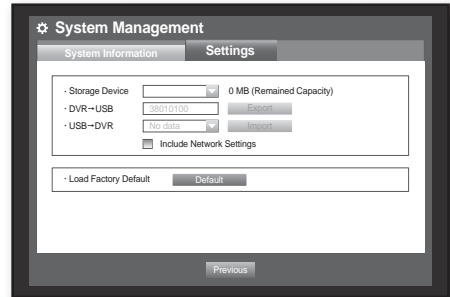 System Management
System Information Settings
· Storage Device 0 MB (Remained Capacity)
· DVR→USB 38010100 Export
· USB→DVR No data Import
Include Network Settings
· Load Factory Default Default
Previous